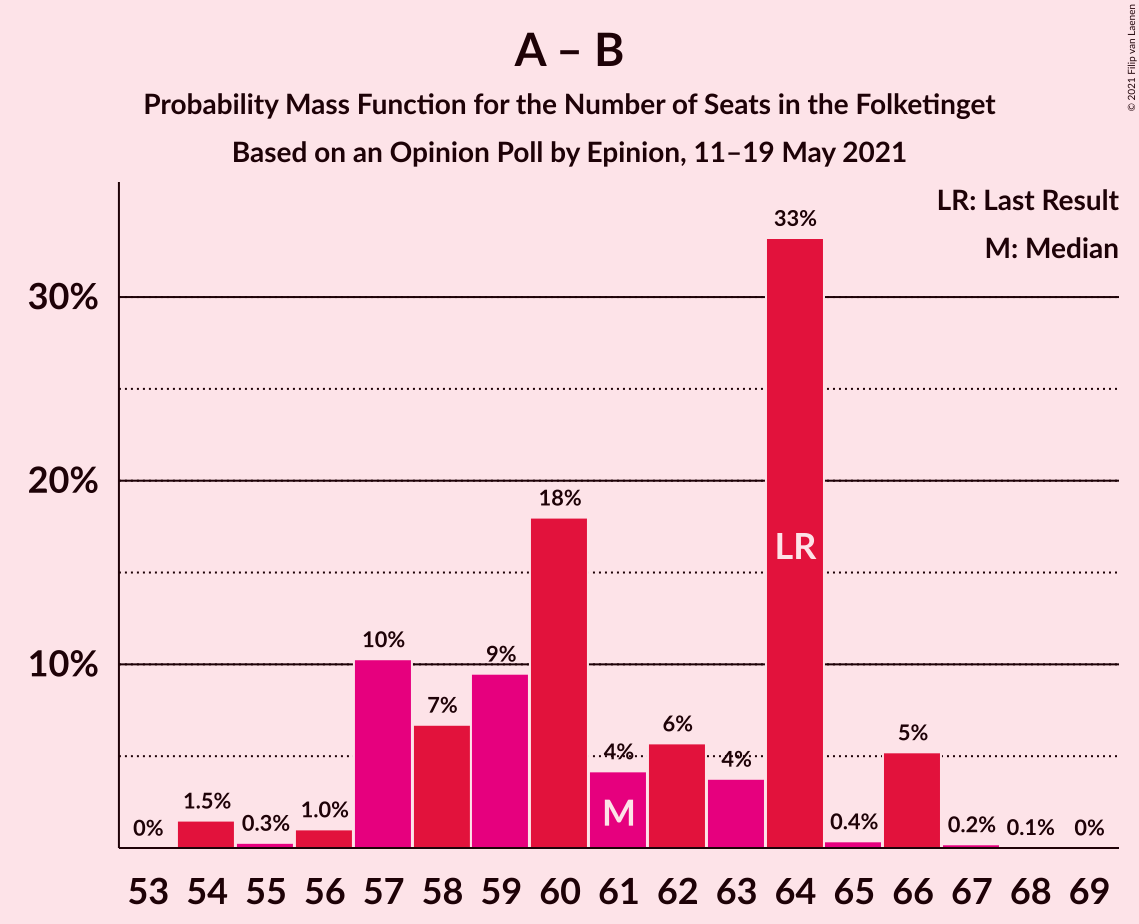 A – B
Probability Mass Function for the Number of Seats in the Folketinget
Based on an Opinion Poll by Epinion, 11–19 May 2021
© 2021 Filip van Laenen
LR: Last Result
M: Median
30%
20%
10%
0%
1.5%
0.3%
1.0%
10%
7%
9%
18%
4%
6%
4%
33%
0.4%
5%
0.2%
0.1%
0%
M
LR
53 54 55 56 57 58 59 60 61 62 63 64 65 66 67 68 69